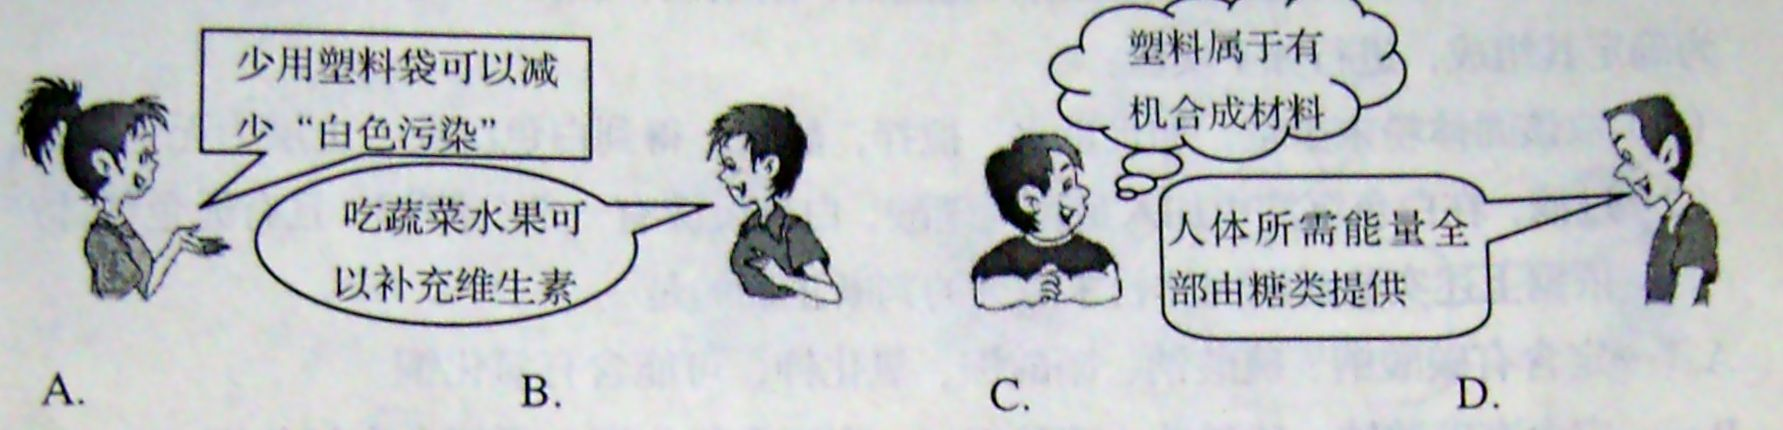 少用塑料袋可以减
少“白色污染”
吃蔬菜水果可
以补充维生素
塑料属于有
机合成材料
人体所需能量全
部由糖类提供
A.
B.
C.
D.